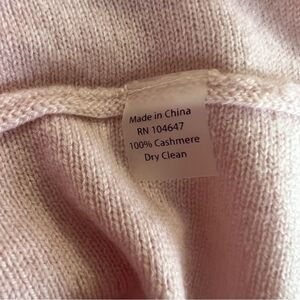 Made in China
RN 104647
100% Cashmere
Dry Clean